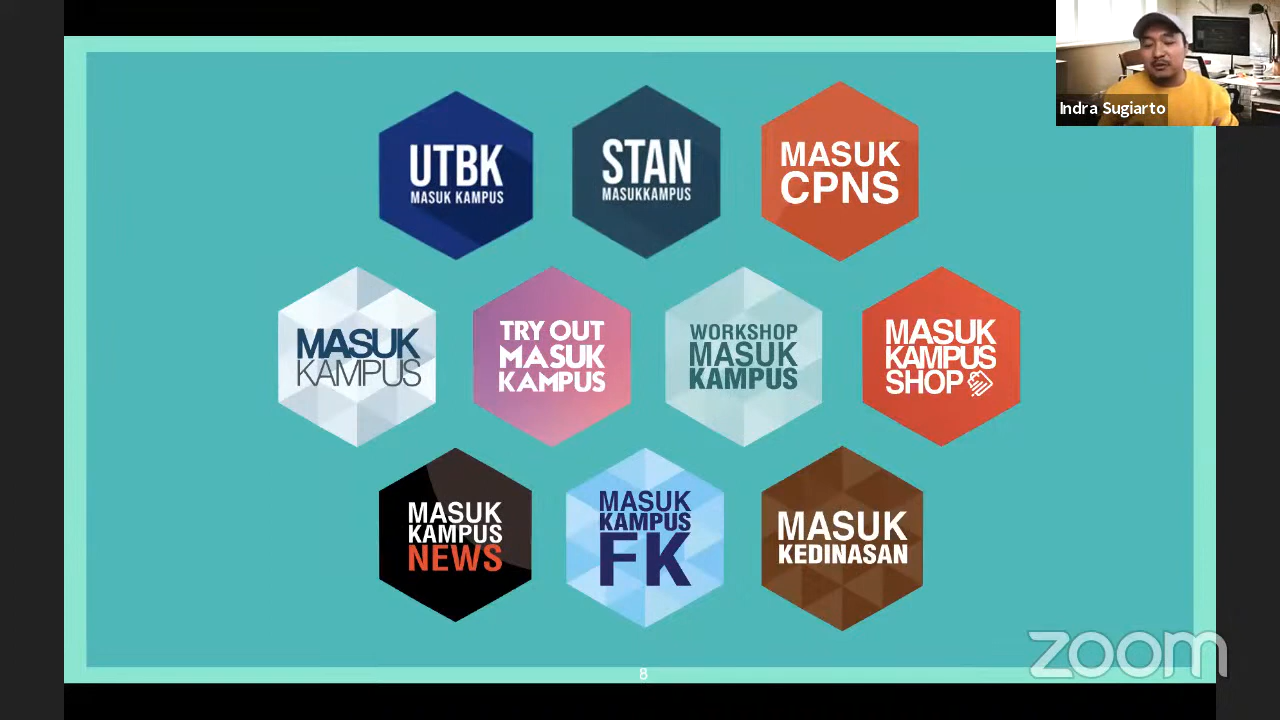 Indra Sugiarto
UTBK
MASUK KAMPUS
STAN
MASUKKAMPUS
MASUK
CPNS
MASUK
KAMPUS
TRY OUT
MASUK
KAMPUS
WORKSHOP
MASUK
KAMPUS
MASUK
KAMPUS
SHOP
MASUK
KAMPUS
NEWS
MASUK
KAMPUS
FK
MASUK
KEDINASAN
zoom
8